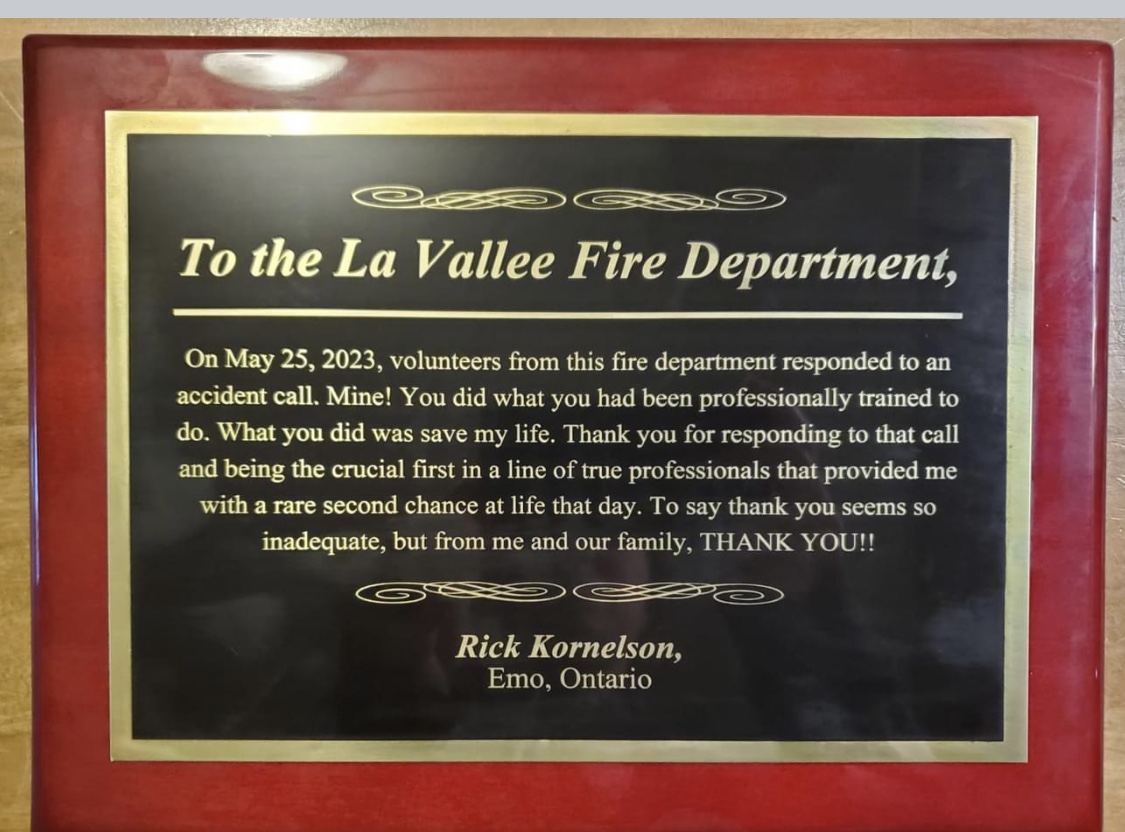 To the La Vallee Fire Department,
On May 25, 2023, volunteers from this fire department responded to an
accident call. Mine! You did what you had been professionally trained to
do. What you did was save my life. Thank you for responding to that call
and being the crucial first in a line of true professionals that provided me
with a rare second chance at life that day. To say thank you seems so
inadequate, but from me and our family, THANK YOU!!
Rick Kornelson,
Emo, Ontario